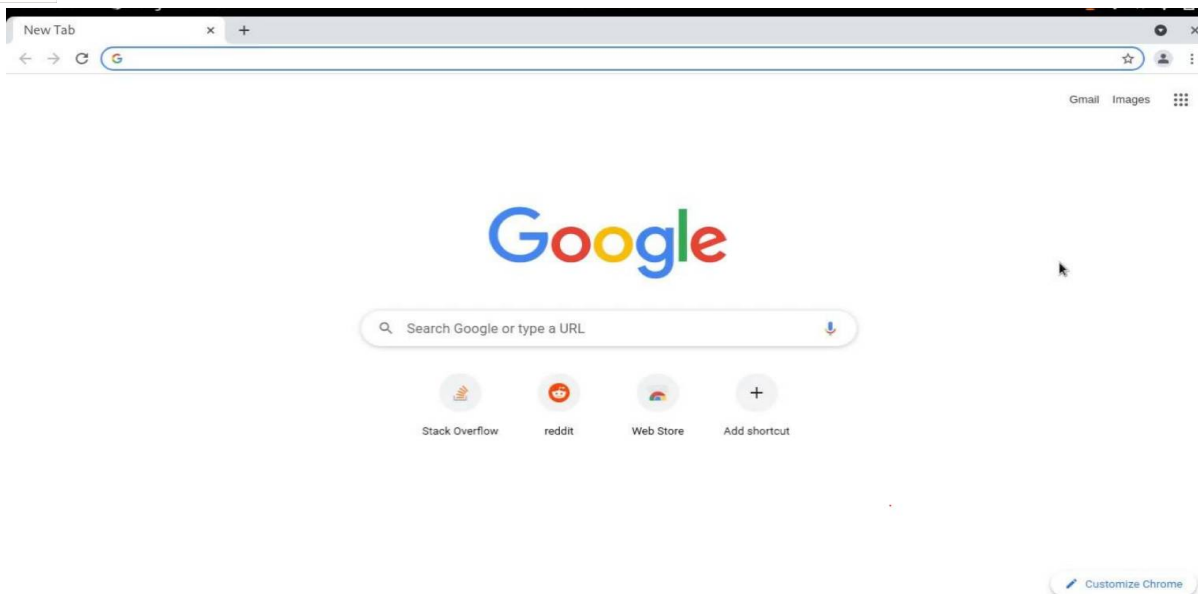 New Tab
Gmail Images
Google
Search Google or type a URL
Stack Overflow reddit Web Store Add shortcut
Customize Chrome